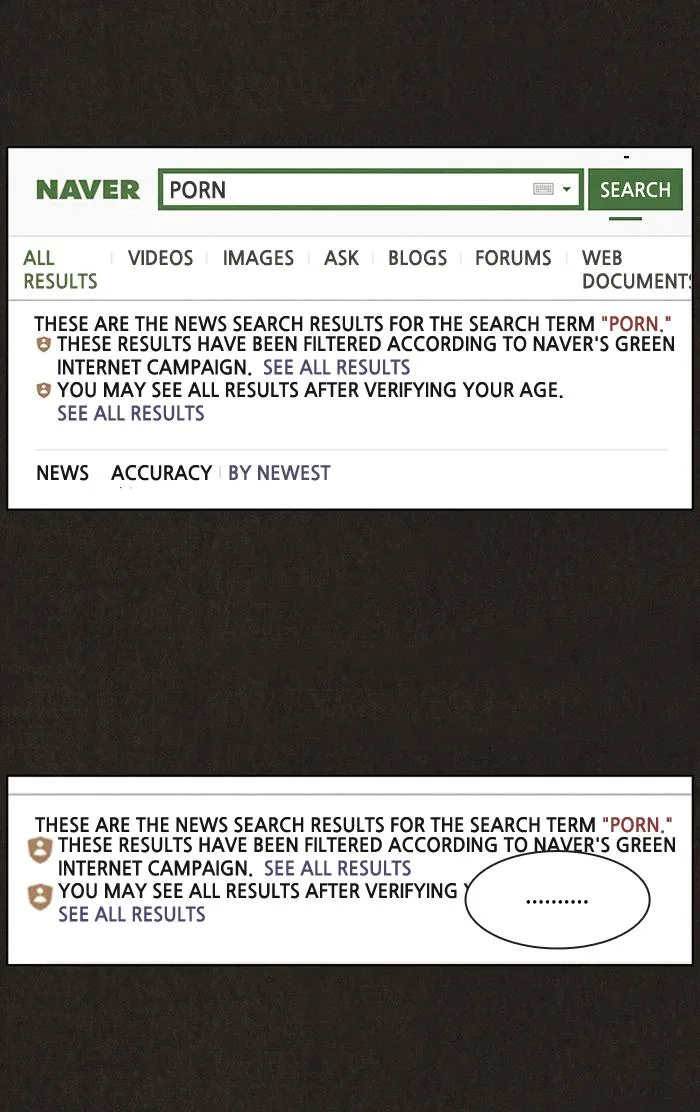 NAVER PORN SEARCH
ALL RESULTS VIDEOS IMAGES ASK BLOGS FORUMS WEB DOCUMENTS
THESE ARE THE NEWS SEARCH RESULTS FOR THE SEARCH TERM "PORN."
THESE RESULTS HAVE BEEN FILTERED ACCORDING TO NAVER'S GREEN
INTERNET CAMPAIGN. SEE ALL RESULTS
YOU MAY SEE ALL RESULTS AFTER VERIFYING YOUR AGE.
SEE ALL RESULTS
NEWS ACCURACY BY NEWEST
THESE ARE THE NEWS SEARCH RESULTS FOR THE SEARCH TERM "PORN."
THESE RESULTS HAVE BEEN FILTERED ACCORDING TO NAVER'S GREEN
INTERNET CAMPAIGN. SEE ALL RESULTS
YOU MAY SEE ALL RESULTS AFTER VERIFYING
SEE ALL RESULTS
..........